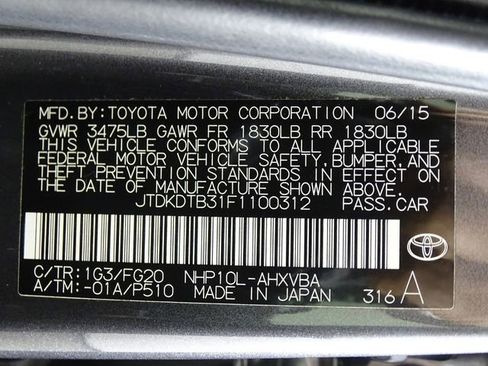 MFD. BY: TOYOTA MOTOR CORPORATION 06/15
GVWR 3475LB GAWR FR 1830LB RR 1830LB
THIS VEHICLE CONFORMS TO ALL APPLICABLE
FEDERAL MOTOR VEHICLE SAFETY, BUMPER, AND
THEFT PREVENTION STANDARDS IN EFFECT ON
THE DATE OF MANUFACTURE SHOWN ABOVE.
JTDKDTB31F1100312 PASS. CAR
C/TR: 1G3/FG20 NHP10L-AHXVBA
A/TM: -01A/P510 MADE IN JAPAN 316 A